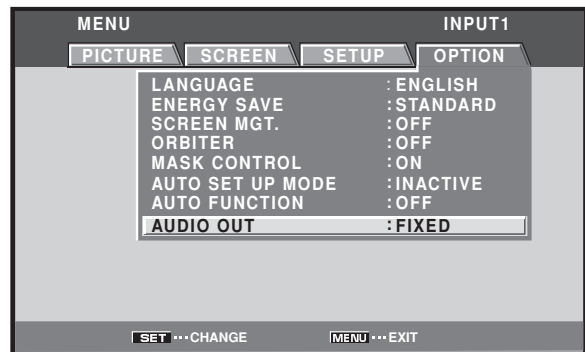 MENU INPUT1
PICTURE SCREEN SETUP OPTION
LANGUAGE :ENGLISH
ENERGY SAVE :STANDARD
SCREEN MGT. :OFF
ORBITER :OFF
MASK CONTROL :ON
AUTO SET UP MODE :INACTIVE
AUTO FUNCTION :OFF
AUDIO OUT :FIXED
SET ··· CHANGE MENU ··· EXIT